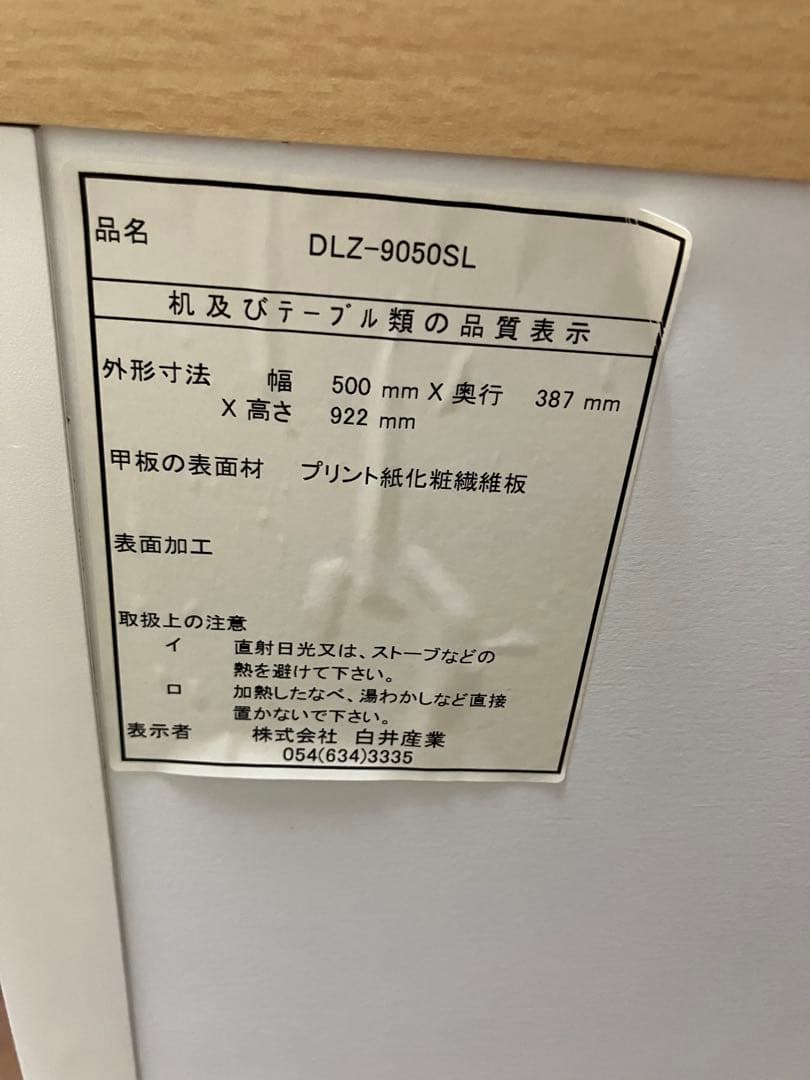 品名 DLZ-9050SL
机及びテーブル類の品質表示
外形寸法 幅 500 mm X 奥行 387 mm
X 高さ 922 mm
甲板の表面材 プリント紙化粧繊維板
表面加工
取扱上の注意
イ 直射日光又は、ストーブなどの
熱を避けて下さい。
ロ 加熱したなべ、湯わかしなど直接
置かないで下さい。
表示者 株式会社 白井産業
054(634)3335